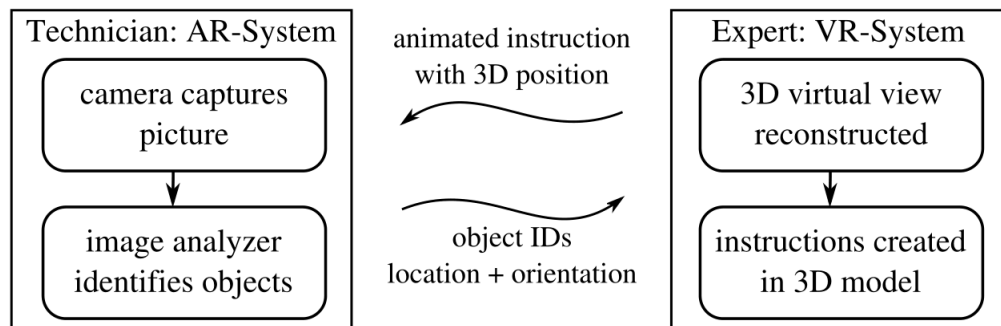 Technician: AR-System
camera captures
picture
image analyzer
identifies objects
animated instruction
with 3D position
object IDs
location + orientation
Expert: VR-System
3D virtual view
reconstructed
instructions created
in 3D model